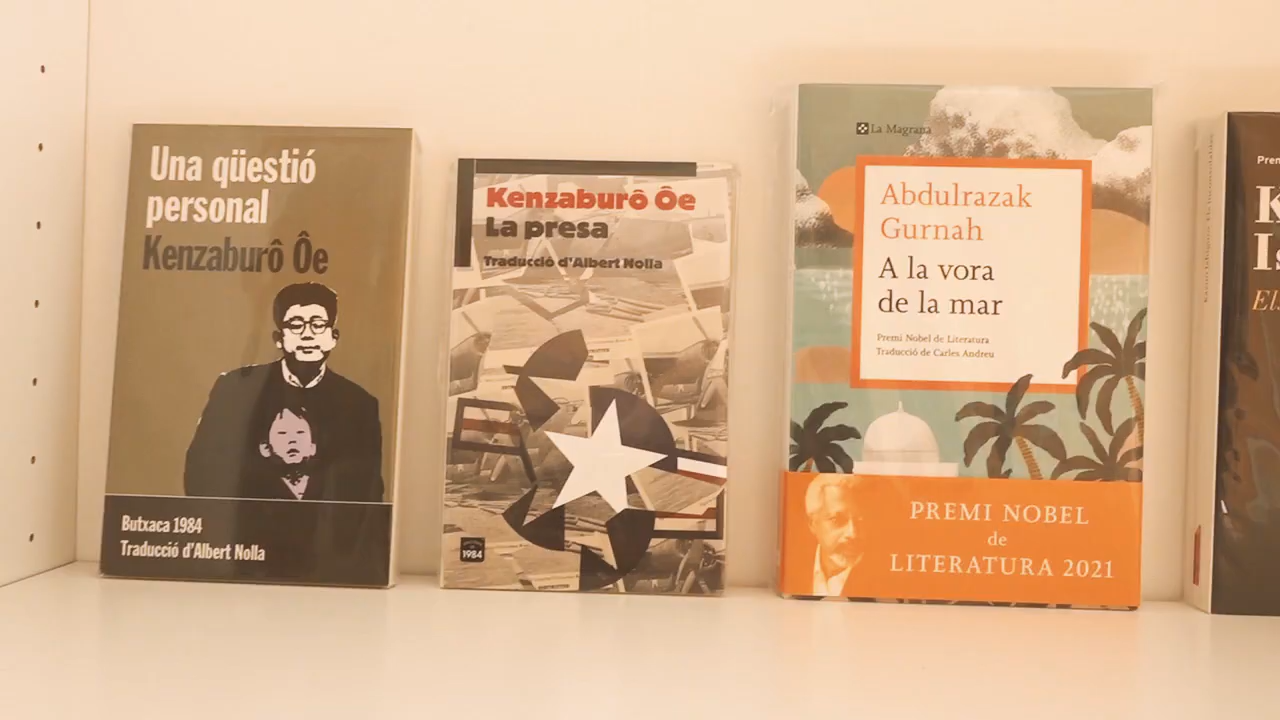 Una qüestió
personal
Kenzaburô Ôe
Butxaca 1984
Traducció d'Albert Nolla
Kenzaburô Ôe
La presa
Traducció d'Albert Nolla
1984
La Magrana
Abdulrazak
Gurnah
A la vora
de la mar
Premi Nobel de Literatura
Traducció de Carles Andreu
PREMI NOBEL
de
LITERATURA 2021